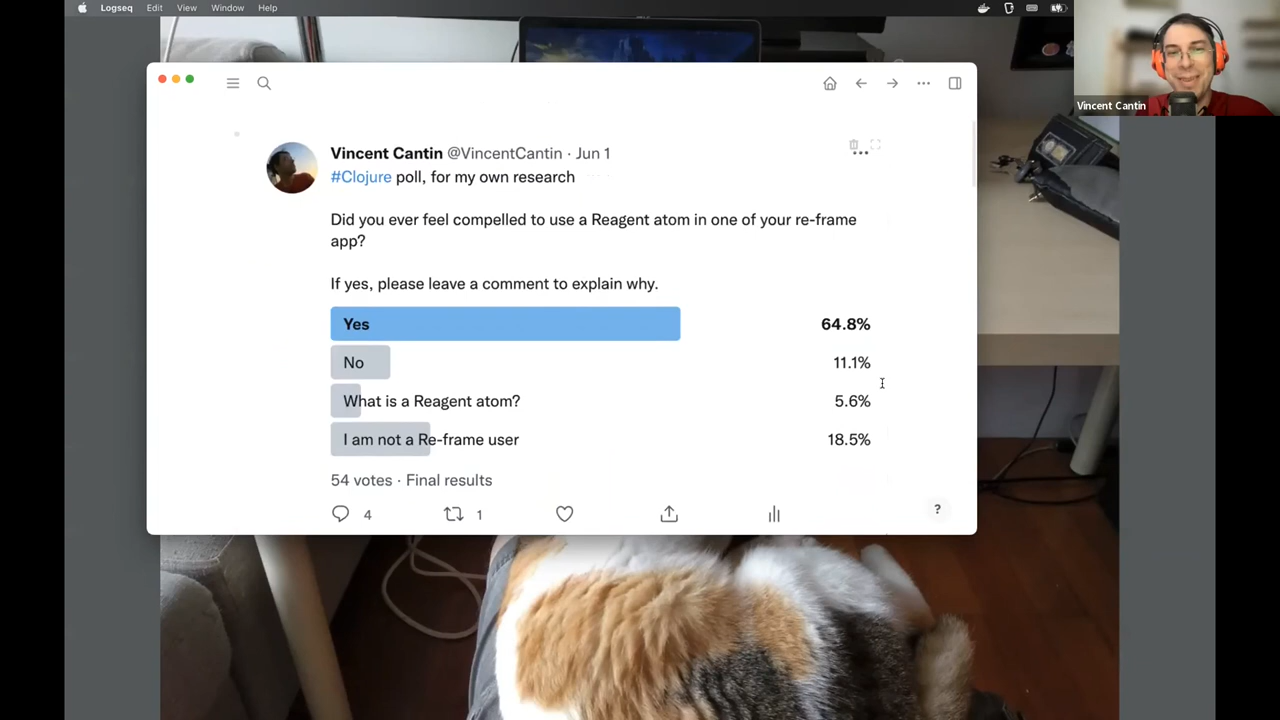 Logseq Edit View Window Help
Vincent Cantin
Vincent Cantin @VincentCantin · Jun 1
#Clojure poll, for my own research
Did you ever feel compelled to use a Reagent atom in one of your re-frame
app?
If yes, please leave a comment to explain why.
Yes 64.8%
No 11.1%
What is a Reagent atom? 5.6%
I am not a Re-frame user 18.5%
54 votes · Final results
4 1
?